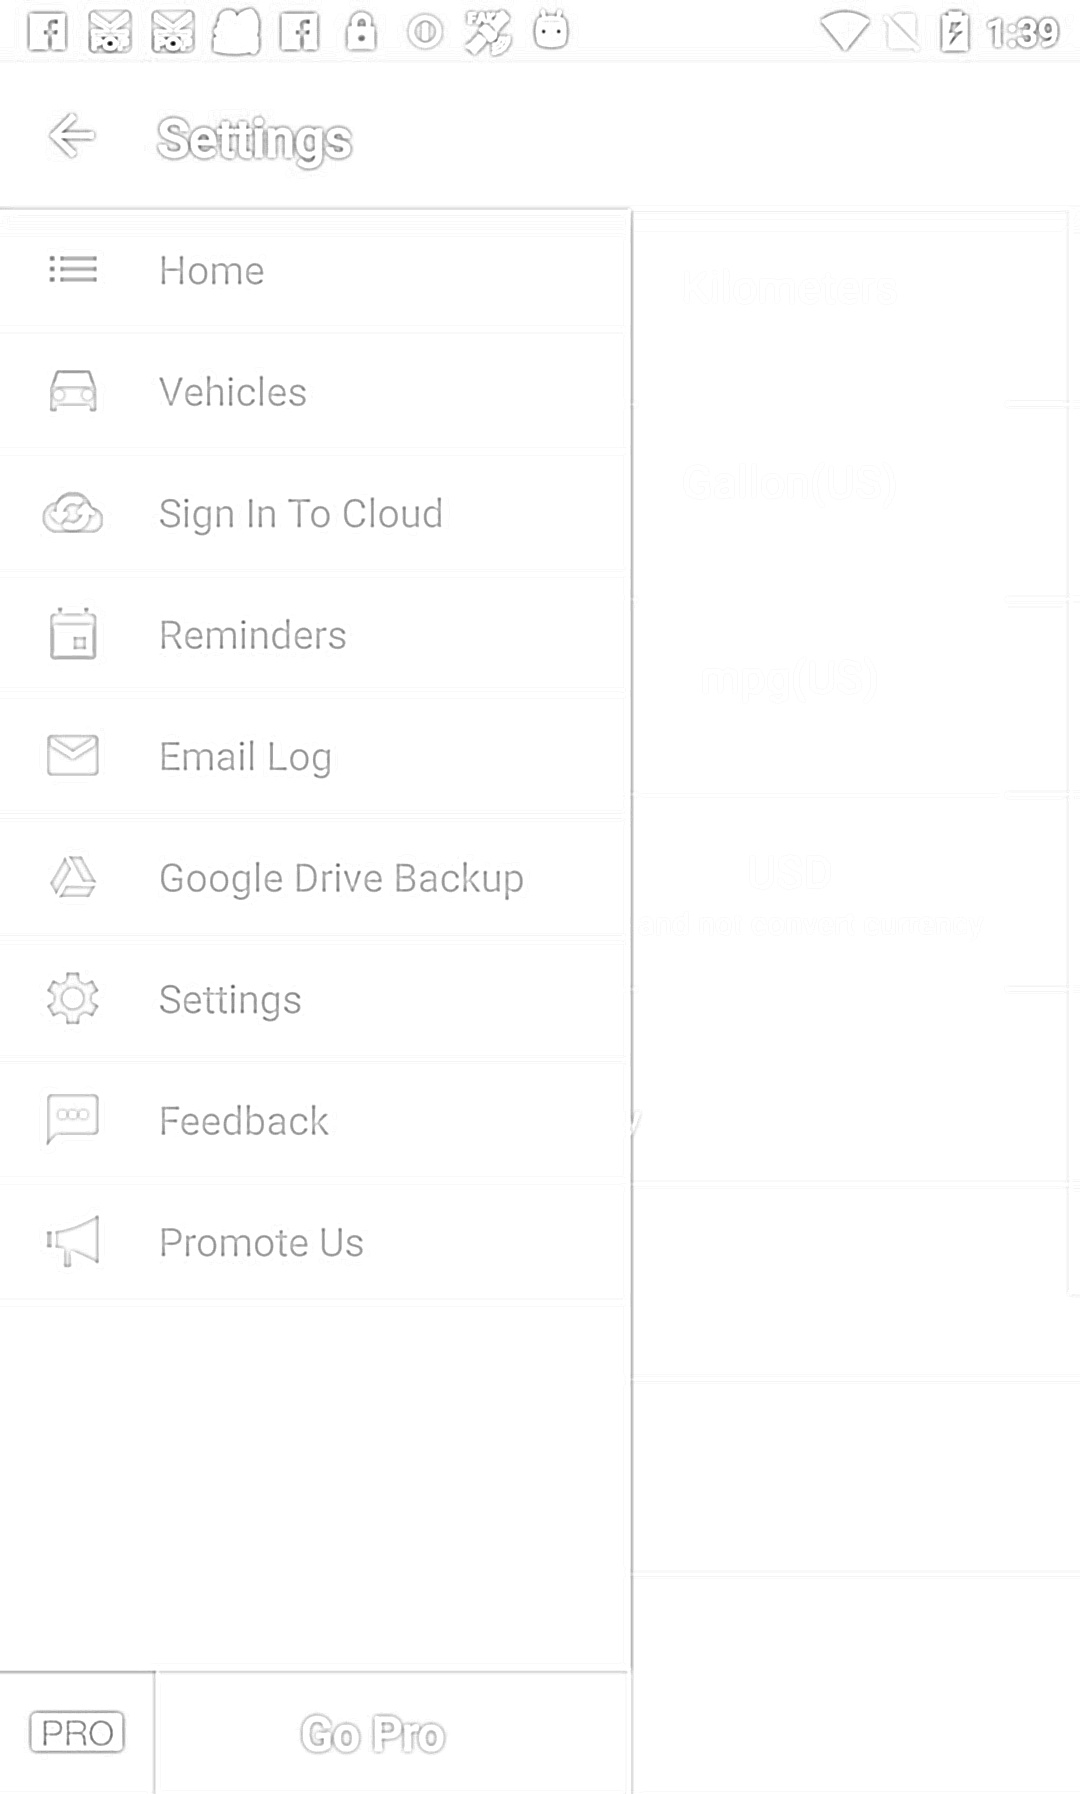 1:39
Settings
Home
Kilometers
Vehicles
Sign In To Cloud
Gallon(US)
Reminders
mpg(US)
Email Log
Google Drive Backup
USD
and not convert currency
Settings
Feedback
y
Promote Us
PRO
Go Pro